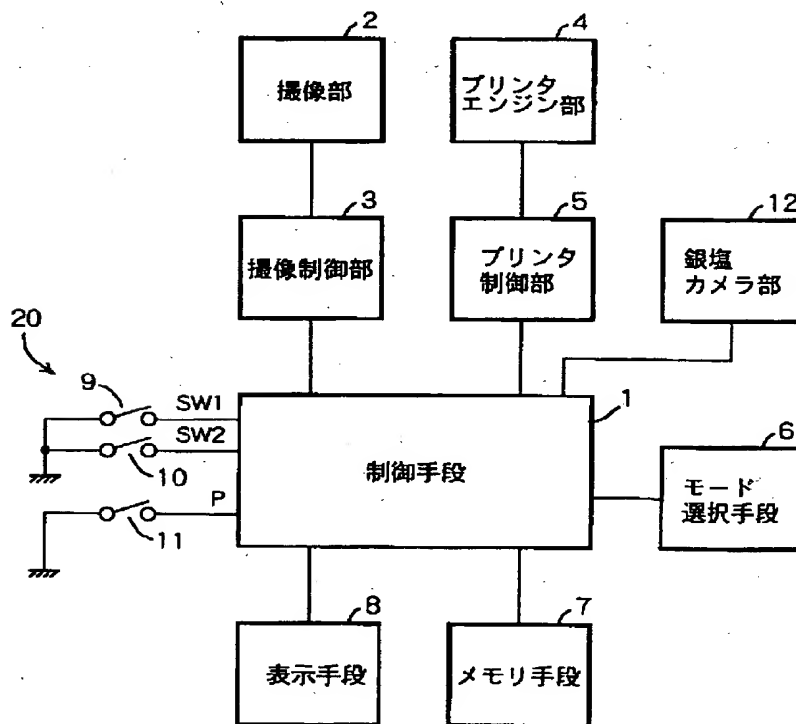 2
撮像部
4
プリンタ
エンジン部
3
撮像制御部
5
プリンタ
制御部
12
銀塩
カメラ部
20
9
SW1
SW2
10
P
11
1
制御手段
6
モード
選択手段
8
表示手段
7
メモリ手段